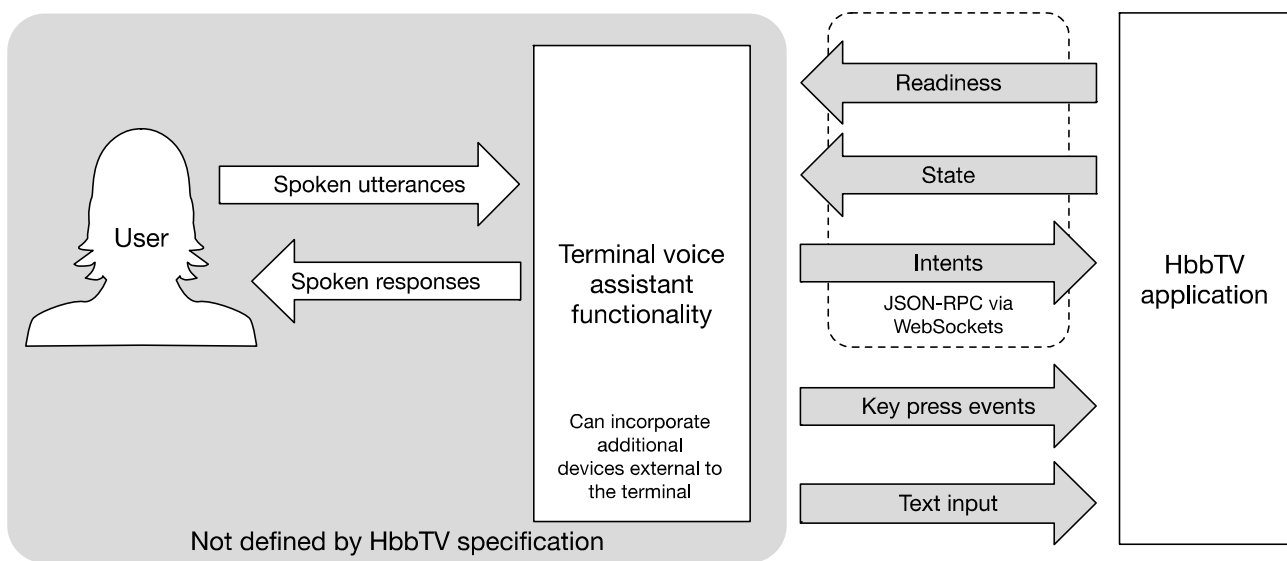 User
Spoken utterances
Spoken responses
Terminal voice
assistant
functionality
Can incorporate
additional
devices external to
the terminal
Not defined by HbbTV specification
Readiness
State
Intents
JSON-RPC via
WebSockets
Key press events
Text input
HbbTV
application